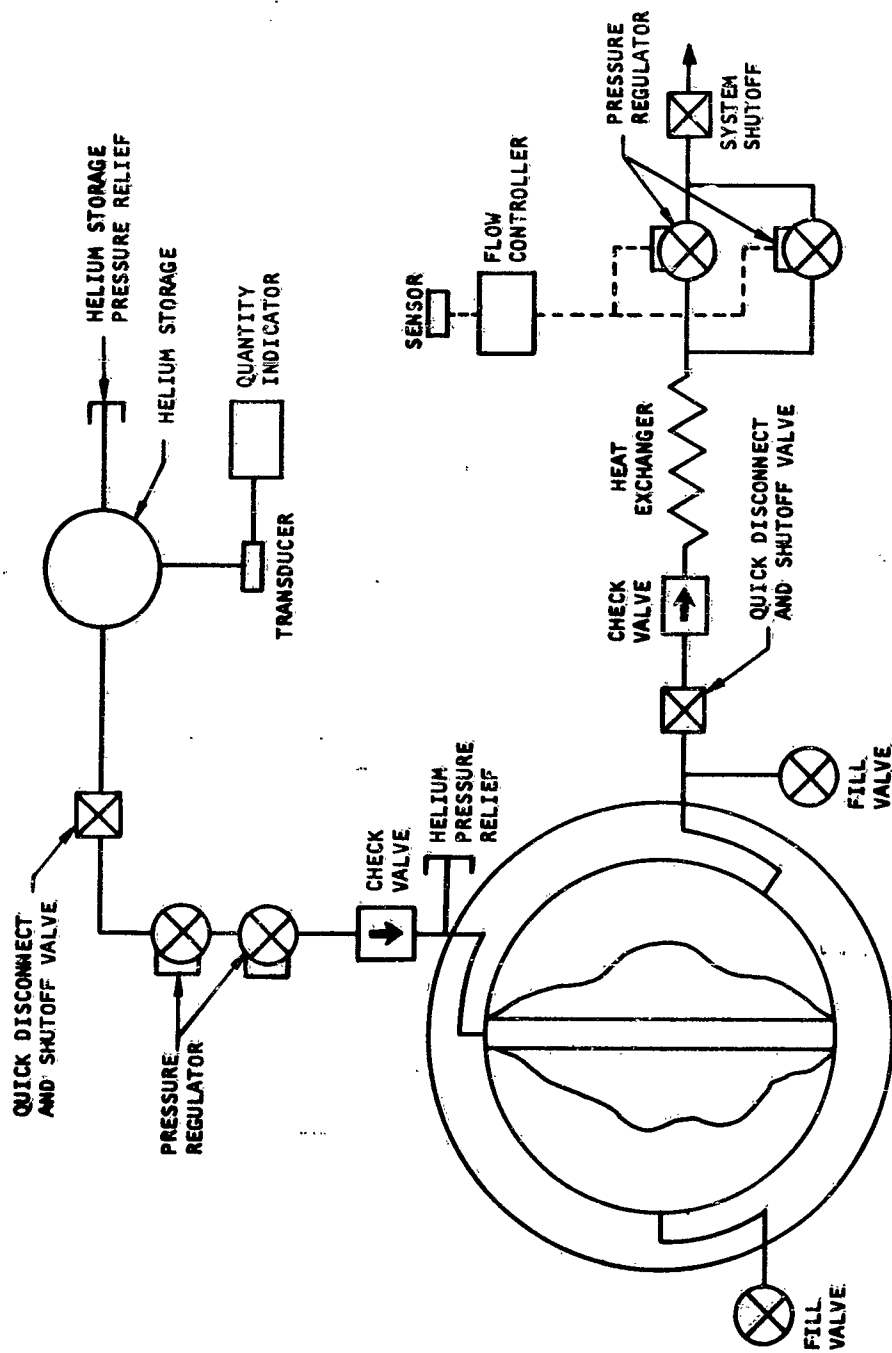 HELIUM STORAGE
PRESSURE RELIEF
HELIUM STORAGE
QUANTITY
INDICATOR
TRANSDUCER
QUICK DISCONNECT
AND SHUTOFF VALVE
PRESSURE
REGULATOR
CHECK
VALVE
HELIUM
PRESSURE
RELIEF
SENSOR
FLOW
CONTROLLER
PRESSURE
REGULATOR
SYSTEM
SHUTOFF
HEAT
EXCHANGER
CHECK
VALVE
QUICK DISCONNECT
AND SHUTOFF VALVE
FILL
VALVE
FILL
VALVE